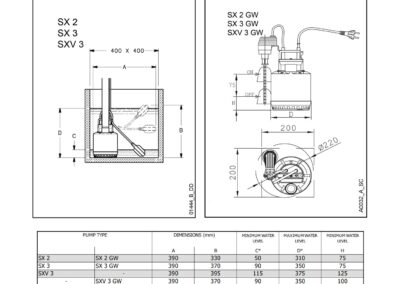 SX 2
SX 3
SXV 3
400 X 400
A
D
C
B
01444_B_DD
SX 2 GW
SX 3 GW
SXV 3 GW
75
B
OFF
D
200
Ø220
200
A0032_A_SC
PUMP TYPE DIMENSIONS (mm) MINIMUM WATER LEVEL MAXIMUM WATER LEVEL MINIMUM WATER LEVEL
A B C* D* H
SX 2 SX 2 GW 390 330 50 310 75
SX 3 SX 3 GW 390 370 90 350 75
SXV 3 - 390 395 115 375 125
- SXV 3 GW 390 370 90 350 100